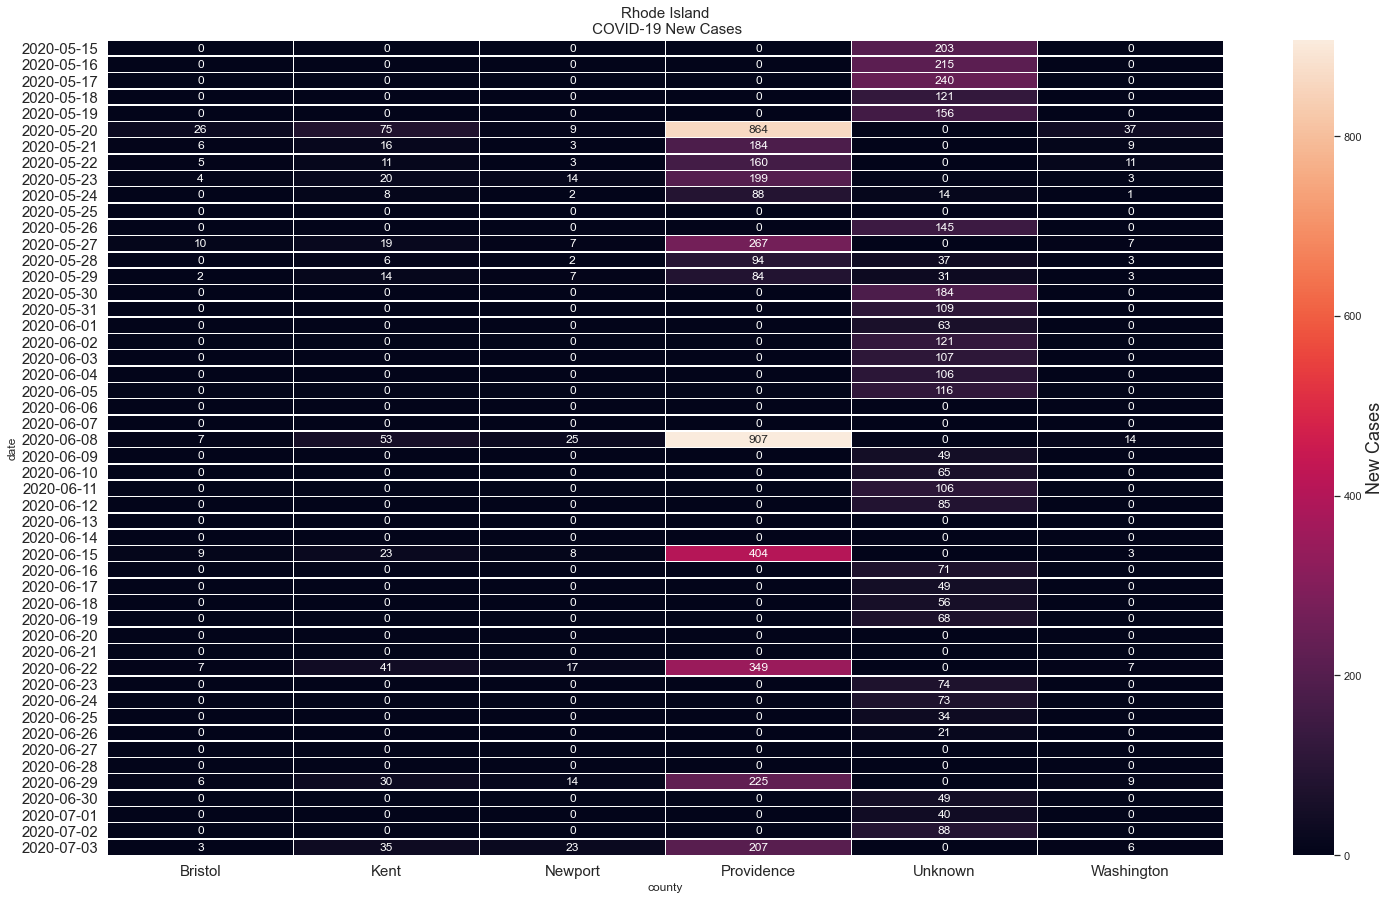 Rhode Island
COVID-19 New Cases
2020-05-15 0 0 0 0 203 0
2020-05-16 0 0 0 0 215 0
2020-05-17 0 0 0 0 240 0
2020-05-18 0 0 0 0 121 0
2020-05-19 0 0 0 0 156 0
2020-05-20 26 75 9 864 0 37
2020-05-21 6 16 3 184 0 9
2020-05-22 5 11 3 160 0 11
2020-05-23 4 20 14 199 0 3
2020-05-24 0 8 2 88 14 1
2020-05-25 0 0 0 0 0 0
2020-05-26 0 0 0 0 145 0
2020-05-27 10 19 7 267 0 7
2020-05-28 0 6 2 94 37 3
2020-05-29 2 14 7 84 31 3
2020-05-30 0 0 0 0 184 0
2020-05-31 0 0 0 0 109 0
2020-06-01 0 0 0 0 63 0
2020-06-02 0 0 0 0 121 0
2020-06-03 0 0 0 0 107 0
2020-06-04 0 0 0 0 106 0
2020-06-05 0 0 0 0 116 0
2020-06-06 0 0 0 0 0 0
2020-06-07 0 0 0 0 0 0
2020-06-08 7 53 25 907 0 14
2020-06-09 0 0 0 0 49 0
2020-06-10 0 0 0 0 65 0
2020-06-11 0 0 0 0 106 0
2020-06-12 0 0 0 0 85 0
2020-06-13 0 0 0 0 0 0
2020-06-14 0 0 0 0 0 0
2020-06-15 9 23 8 404 0 3
2020-06-16 0 0 0 0 71 0
2020-06-17 0 0 0 0 49 0
2020-06-18 0 0 0 0 56 0
2020-06-19 0 0 0 0 68 0
2020-06-20 0 0 0 0 0 0
2020-06-21 0 0 0 0 0 0
2020-06-22 7 41 17 349 0 7
2020-06-23 0 0 0 0 74 0
2020-06-24 0 0 0 0 73 0
2020-06-25 0 0 0 0 34 0
2020-06-26 0 0 0 0 21 0
2020-06-27 0 0 0 0 0 0
2020-06-28 0 0 0 0 0 0
2020-06-29 6 30 14 225 0 9
2020-06-30 0 0 0 0 49 0
2020-07-01 0 0 0 0 40 0
2020-07-02 0 0 0 0 88 0
2020-07-03 3 35 23 207 0 6
Bristol Kent Newport Providence Unknown Washington
county
date
800
600
400
200
0
New Cases